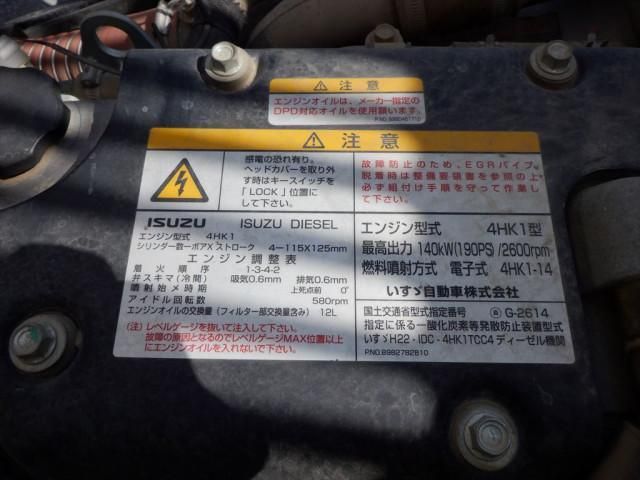 注意
エンジンオイルは、メーカー指定の
DPD対応オイルを使用願います。
注意
感電の恐れ有り。
ヘッドカバーを取り外
す時はキースイッチを
「LOCK」位置に
して下さい。
故障防止のため、EGRパイプ
脱着時は整備要領書を参照の上
必ず組付け手順を守って作業
して下さい。
ISUZU ISUZU DIESEL
エンジン型式 4HK1
シリンダー数ーボアXストローク 4ー115X125mm
エンジン調整表
着火順序 1-3-4-2
弁スキマ(冷間) 吸気0.6mm 排気0.6mm
噴射始メ時期 上死点前 0°
アイドル回転数 580rpm
エンジンオイルの交換量(フィルター部交換量含み) 12L
(注)レベルゲージを抜いて注入して下さい。
故障の原因となるのでレベルゲージMAX位置以上
にエンジンオイルを入れないで下さい。
エンジン型式 4HK1型
最高出力 140kW(190PS)/2600rpm
燃料噴射方式 電子式 4HK1-14
いすゞ自動車株式会社
国土交通省型式指定番号 G-2614
指定に係る一酸化炭素等発散防止装置型式
いすゞH22-IDC-4HK1TCC4ディーゼル機関
P.NO.8982782810